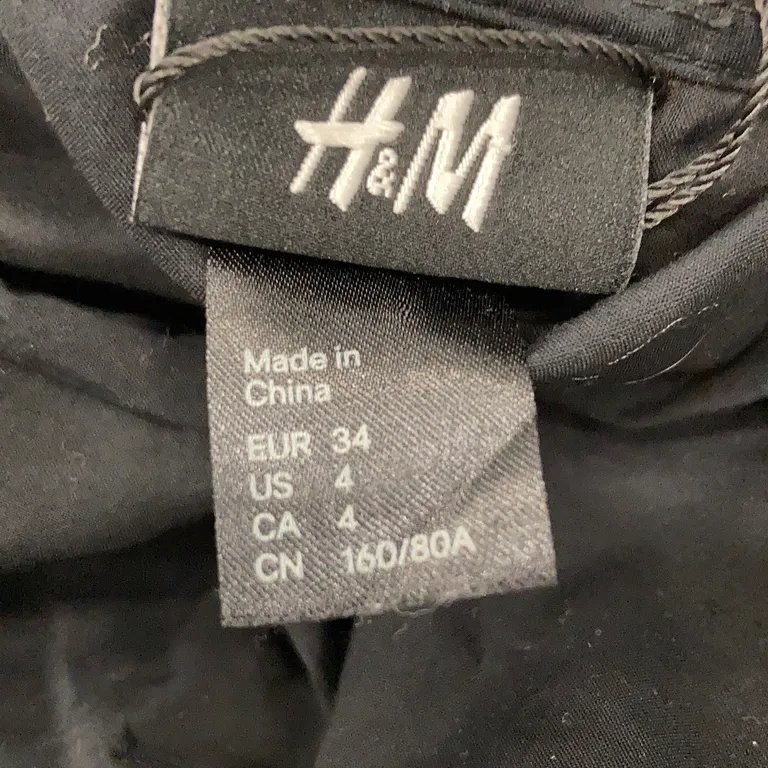 H&M
Made in
China
EUR 34
US 4
CA 4
CN 160/80A